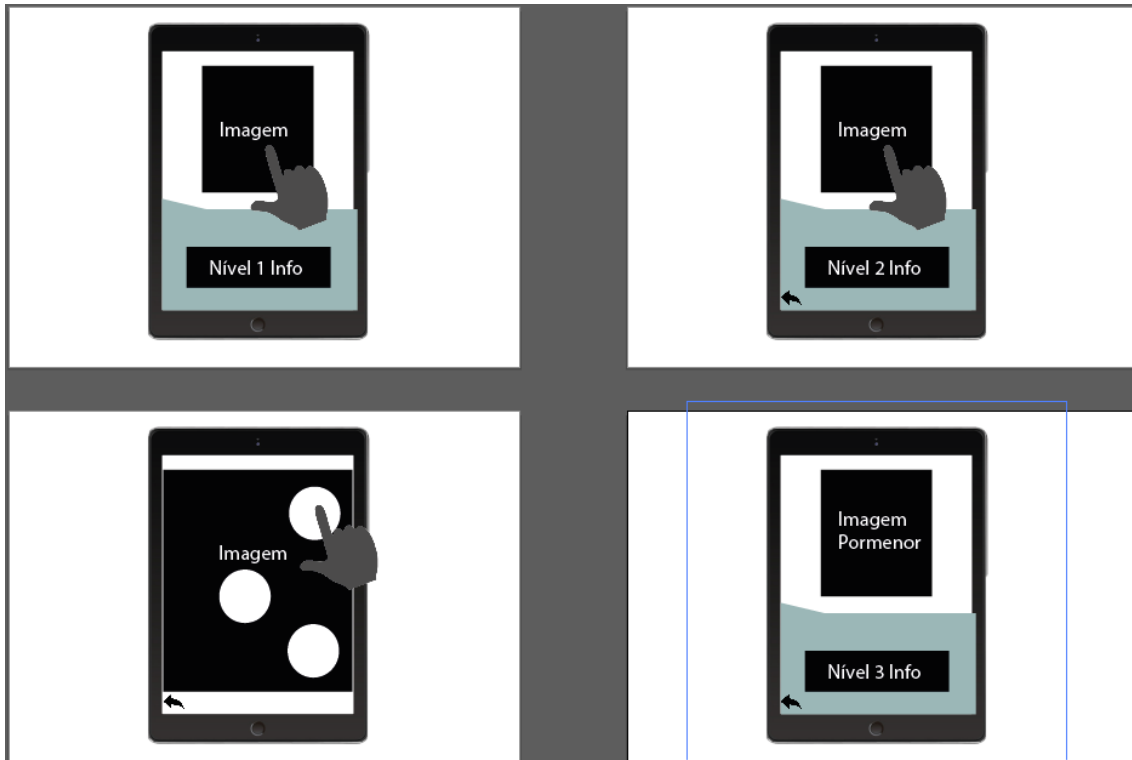 Imagem
Nível 1 Info
Imagem
Nível 2 Info
Imagem
Imagem
Pormenor
Nível 3 Info